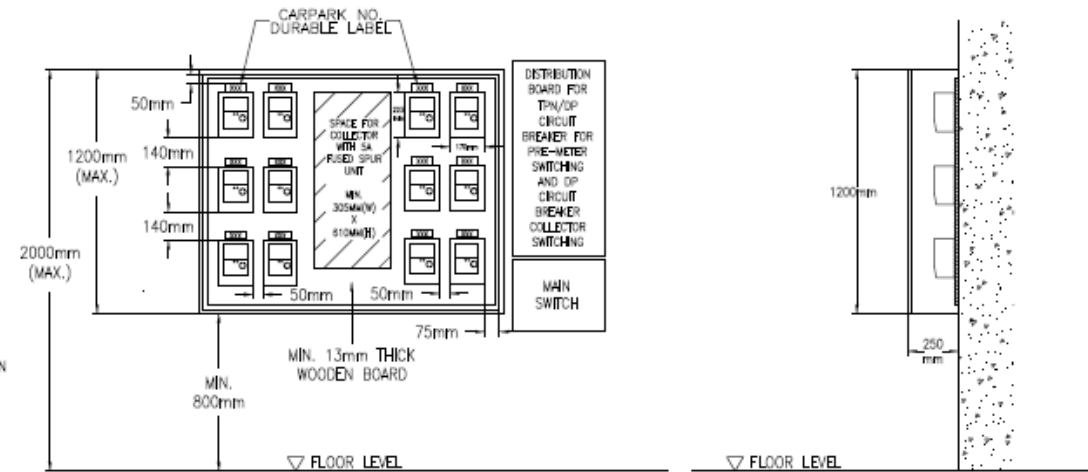 CARPARK NO.
DURABLE LABEL
50mm
1200mm
(MAX.)
140mm
140mm
2000mm
(MAX.)
SPACE FOR
COLLECTOR
WITH 5A
FUSED SPUR
UNIT
MIN.
305MM(W)
X
610MM(H)
50mm
50mm
75mm
DISTRIBUTION
BOARD FOR
TPN/DP
CIRCUIT
BREAKER FOR
PRE-METER
SWITCHING
AND DP
CIRCUIT
BREAKER
COLLECTOR
SWITCHING
MAIN
SWITCH
MIN. 13mm THICK
WOODEN BOARD
MIN.
800mm
FLOOR LEVEL
1200mm
250
mm
FLOOR LEVEL